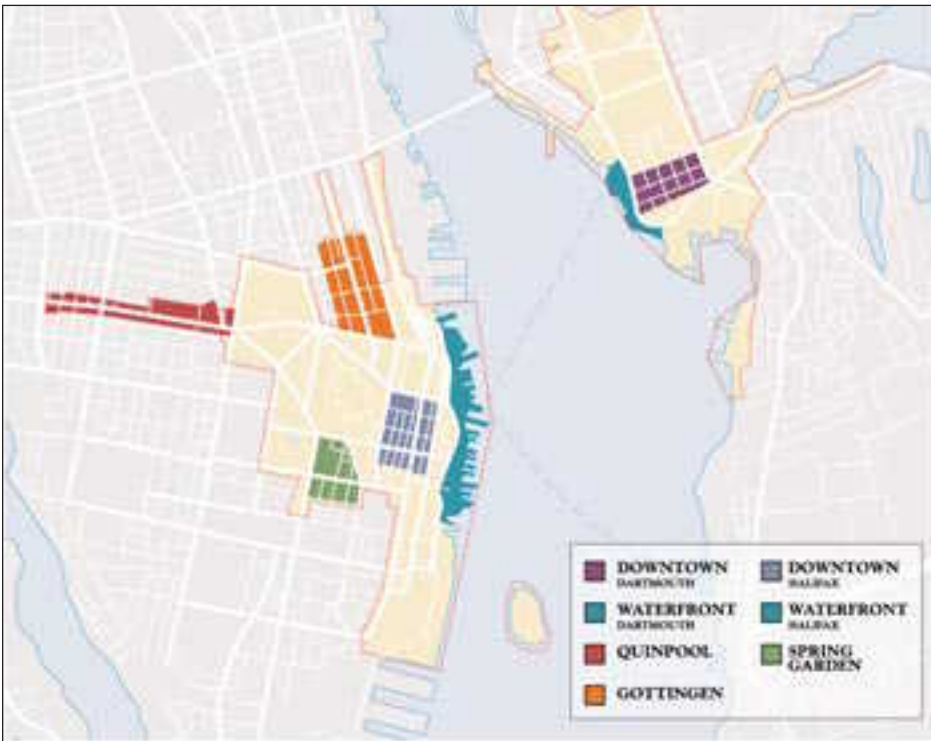 DOWNTOWN
DARTMOUTH
WATERFRONT
DARTMOUTH
QUINPOOL
GOTTINGEN
DOWNTOWN
HALIFAX
WATERFRONT
HALIFAX
SPRING
GARDEN